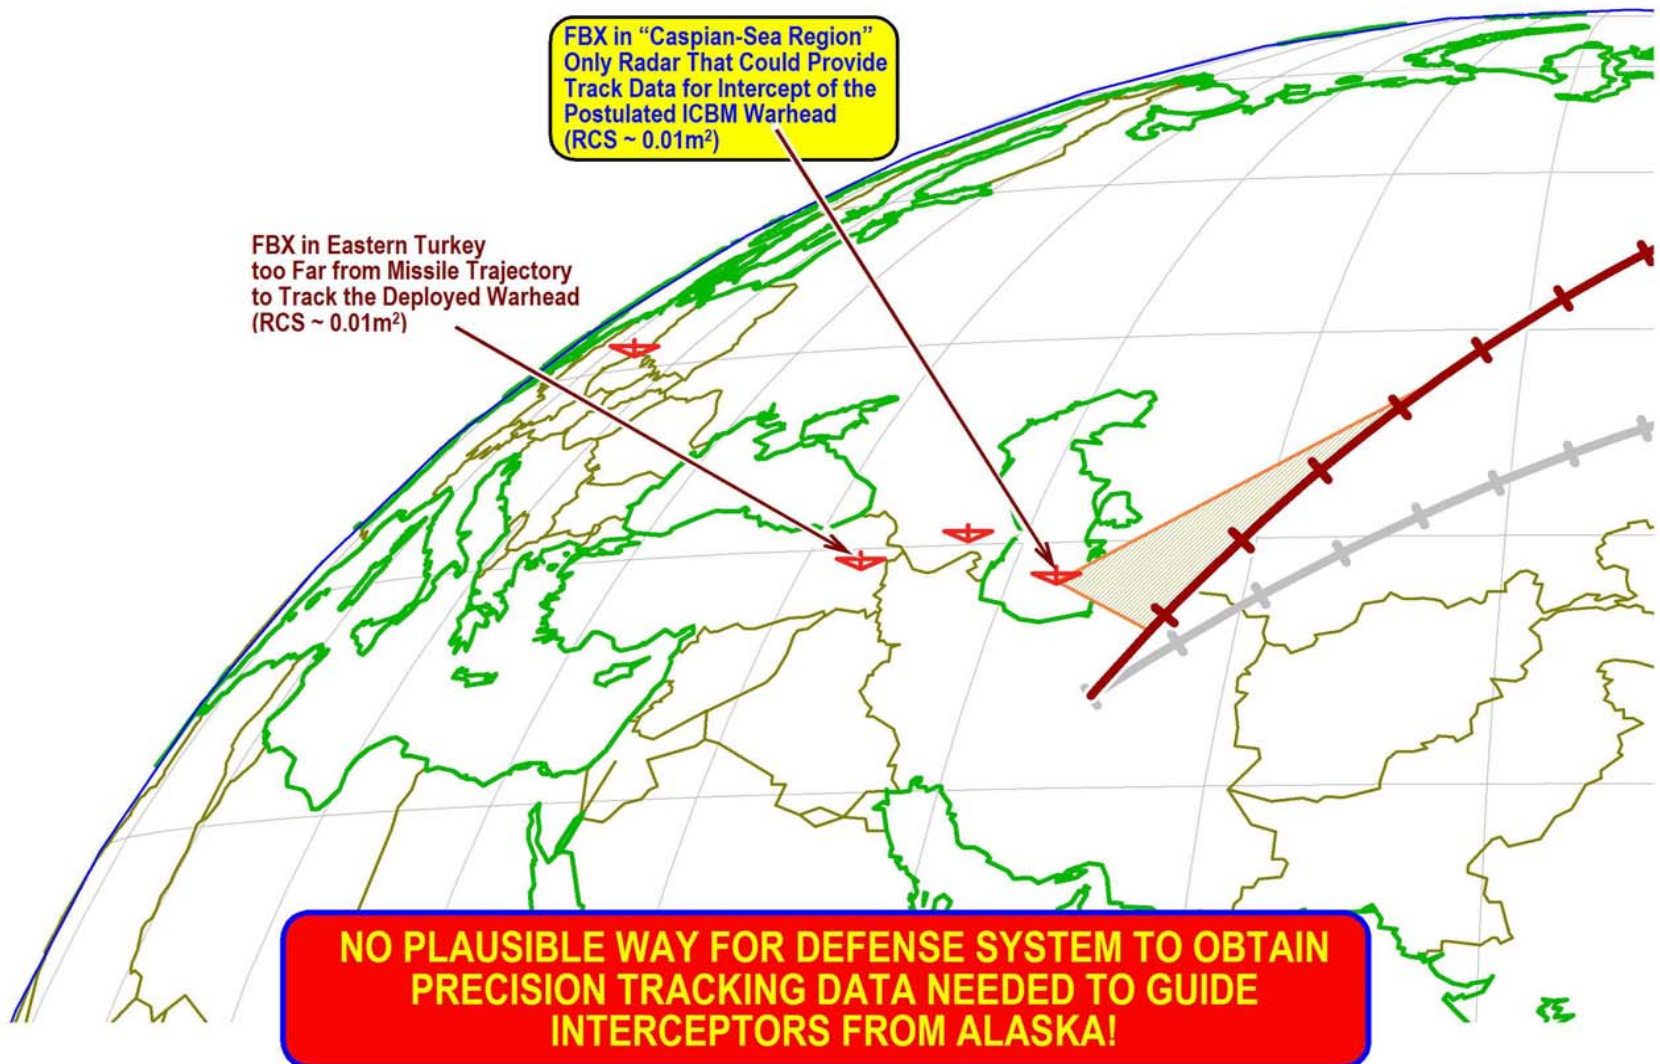 FBX in “Caspian-Sea Region”
Only Radar That Could Provide
Track Data for Intercept of the
Postulated ICBM Warhead
(RCS ~ 0.01m²)
FBX in Eastern Turkey
too Far from Missile Trajectory
to Track the Deployed Warhead
(RCS ~ 0.01m²)
NO PLAUSIBLE WAY FOR DEFENSE SYSTEM TO OBTAIN
PRECISION TRACKING DATA NEEDED TO GUIDE
INTERCEPTORS FROM ALASKA!